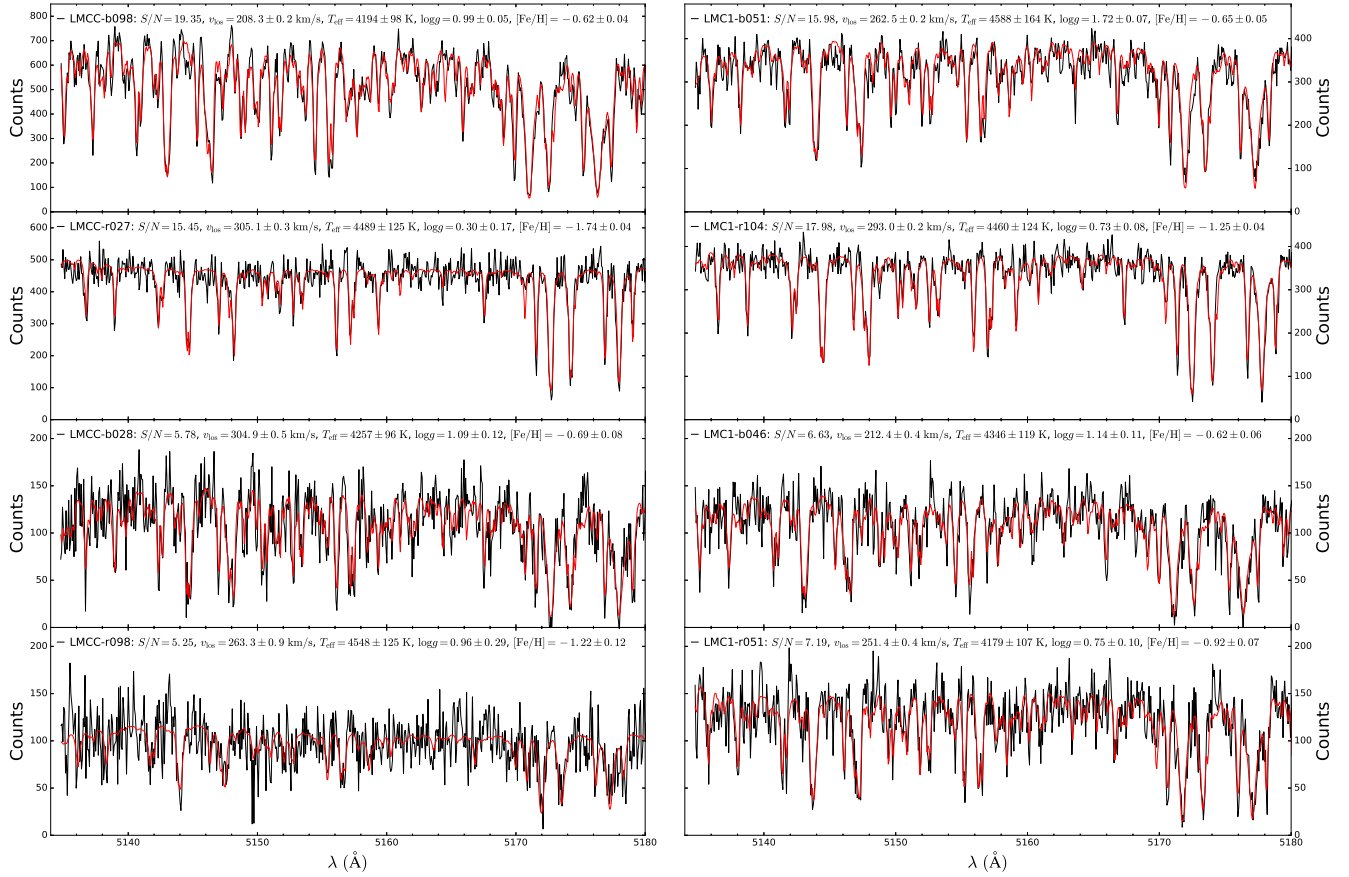 LMCC-b098: S/N = 19.35, v_los = 208.3 ± 0.2 km/s, T_eff = 4194 ± 98 K, logg = 0.99 ± 0.05, [Fe/H] = −0.62 ± 0.04
800
700
600
500
400
300
200
100
0
Counts
LMC1-b051: S/N = 15.98, v_los = 262.5 ± 0.2 km/s, T_eff = 4588 ± 164 K, logg = 1.72 ± 0.07, [Fe/H] = −0.65 ± 0.05
400
300
200
100
0
Counts
LMCC-r027: S/N = 15.45, v_los = 305.1 ± 0.3 km/s, T_eff = 4489 ± 125 K, logg = 0.30 ± 0.17, [Fe/H] = −1.74 ± 0.04
600
500
400
300
200
100
0
Counts
LMC1-r104: S/N = 17.98, v_los = 293.0 ± 0.2 km/s, T_eff = 4460 ± 124 K, logg = 0.73 ± 0.08, [Fe/H] = −1.25 ± 0.04
400
300
200
100
0
Counts
LMCC-b028: S/N = 5.78, v_los = 304.9 ± 0.5 km/s, T_eff = 4257 ± 96 K, logg = 1.09 ± 0.12, [Fe/H] = −0.69 ± 0.08
200
150
100
50
0
Counts
LMC1-b046: S/N = 6.63, v_los = 212.4 ± 0.4 km/s, T_eff = 4346 ± 119 K, logg = 1.14 ± 0.11, [Fe/H] = −0.62 ± 0.06
200
150
100
50
0
Counts
LMCC-r098: S/N = 5.25, v_los = 263.3 ± 0.9 km/s, T_eff = 4548 ± 125 K, logg = 0.96 ± 0.29, [Fe/H] = −1.22 ± 0.12
200
150
100
50
0
Counts
LMC1-r051: S/N = 7.19, v_los = 251.4 ± 0.4 km/s, T_eff = 4179 ± 107 K, logg = 0.75 ± 0.10, [Fe/H] = −0.92 ± 0.07
200
150
100
50
0
Counts
5140 5150 5160 5170 5180
λ (Å)
5140 5150 5160 5170 5180
λ (Å)